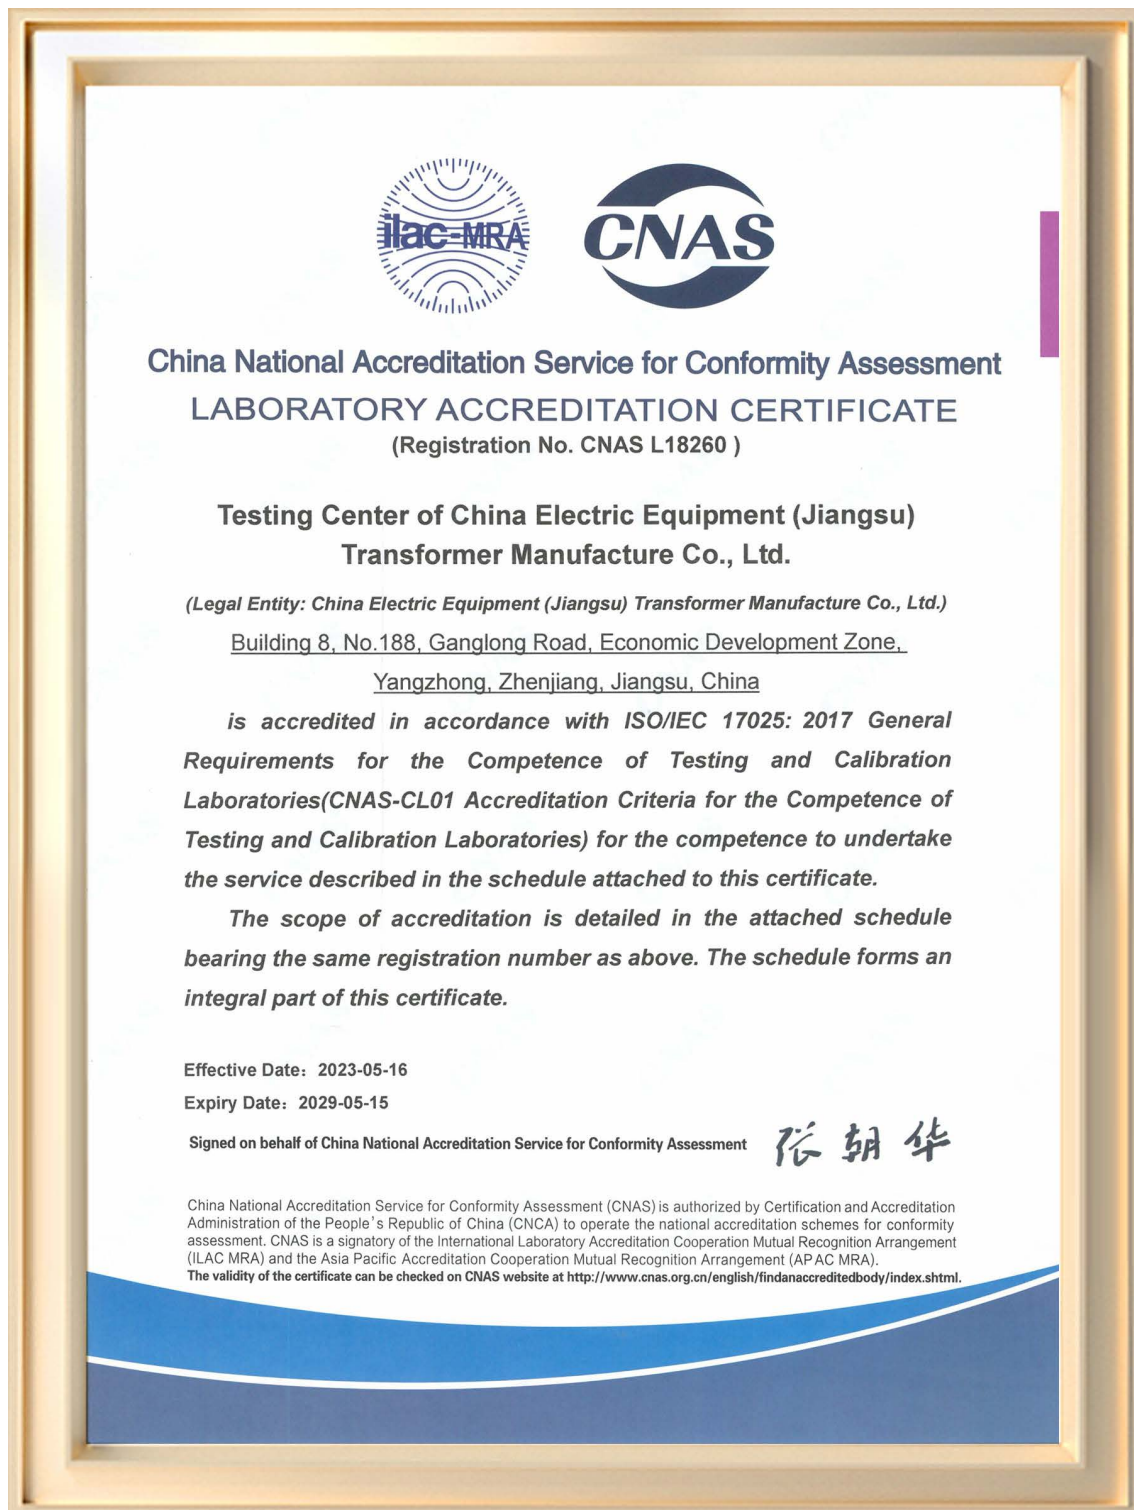 ilac-MRA
CNAS
China National Accreditation Service for Conformity Assessment
LABORATORY ACCREDITATION CERTIFICATE
(Registration No. CNAS L18260 )
Testing Center of China Electric Equipment (Jiangsu)
Transformer Manufacture Co., Ltd.
(Legal Entity: China Electric Equipment (Jiangsu) Transformer Manufacture Co., Ltd.)
Building 8, No.188, Ganglong Road, Economic Development Zone,
Yangzhong, Zhenjiang, Jiangsu, China
is accredited in accordance with ISO/IEC 17025: 2017 General
Requirements for the Competence of Testing and Calibration
Laboratories(CNAS-CL01 Accreditation Criteria for the Competence of
Testing and Calibration Laboratories) for the competence to undertake
the service described in the schedule attached to this certificate.
The scope of accreditation is detailed in the attached schedule
bearing the same registration number as above. The schedule forms an
integral part of this certificate.
Effective Date: 2023-05-16
Expiry Date: 2029-05-15
Signed on behalf of China National Accreditation Service for Conformity Assessment 张朝华
China National Accreditation Service for Conformity Assessment (CNAS) is authorized by Certification and Accreditation
Administration of the People's Republic of China (CNCA) to operate the national accreditation schemes for conformity
assessment. CNAS is a signatory of the International Laboratory Accreditation Cooperation Mutual Recognition Arrangement
(ILAC MRA) and the Asia Pacific Accreditation Cooperation Mutual Recognition Arrangement (APAC MRA).
The validity of the certificate can be checked on CNAS website at http://www.cnas.org.cn/english/findanaccreditedbody/index.shtml.